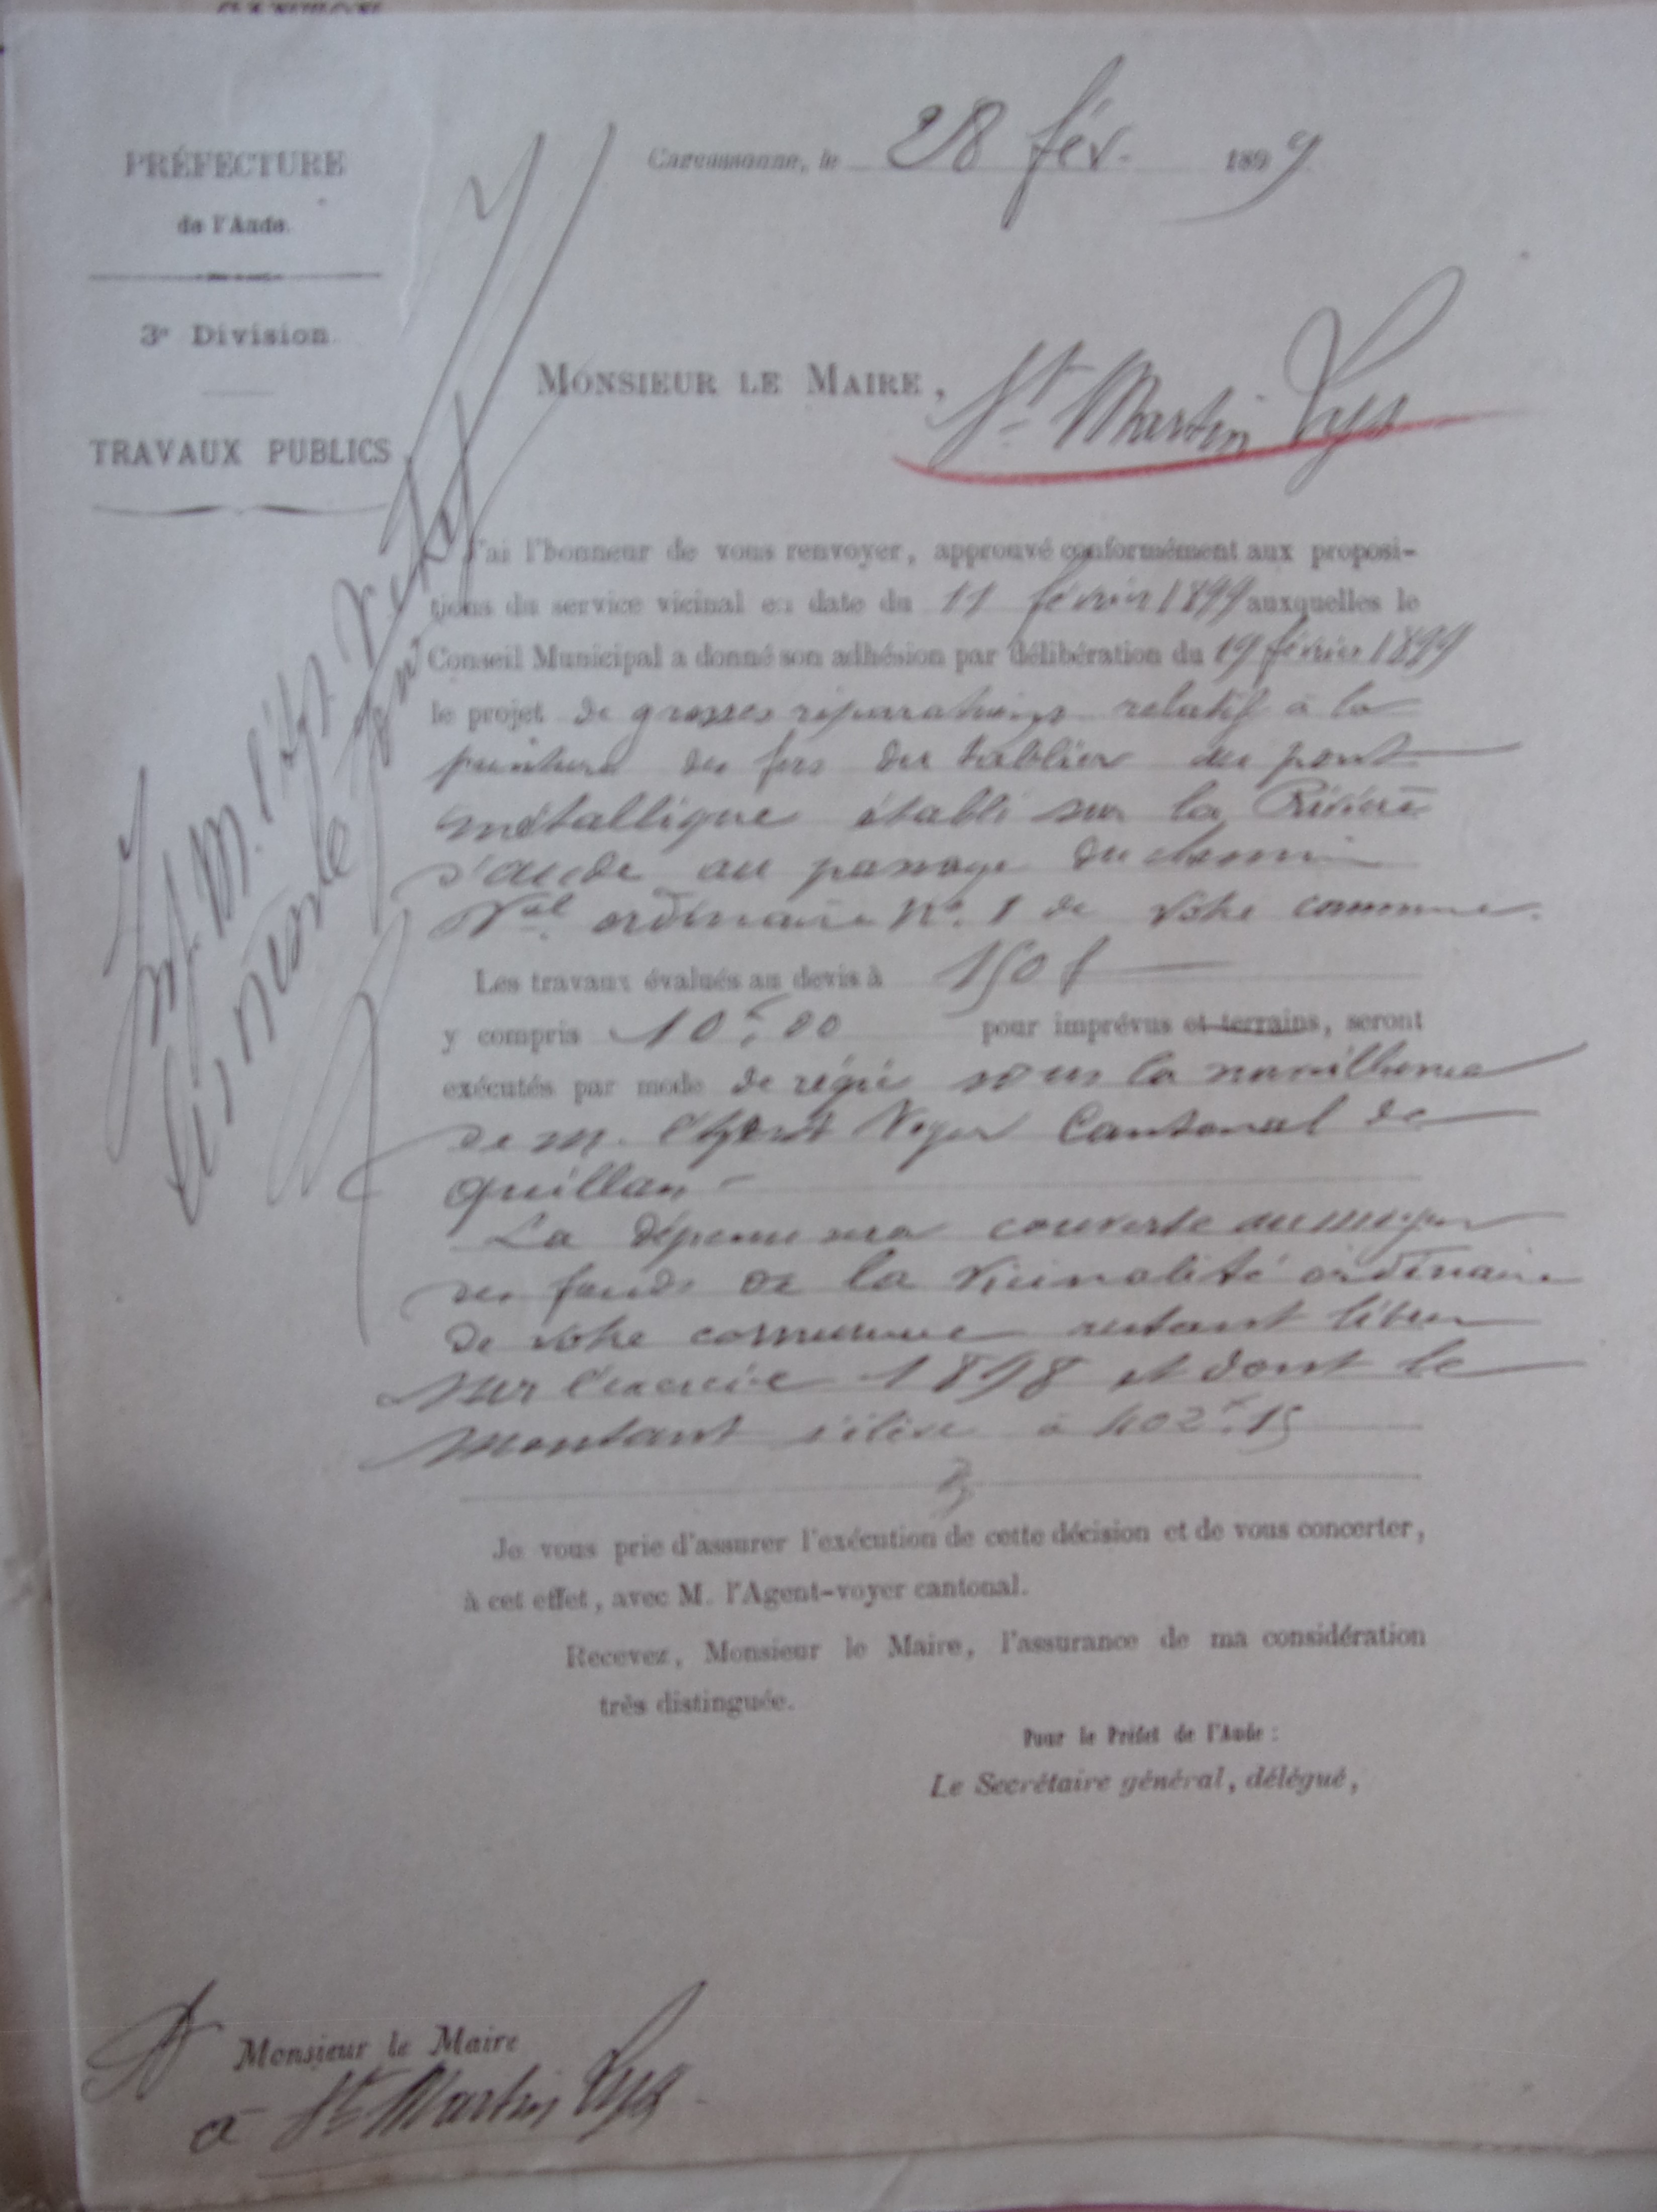 PRÉFECTURE
de l'Aude.
3e Division.
TRAVAUX PUBLICS
Carcassonne, le 28 fév. 1899
MONSIEUR LE MAIRE, St Martin Lys
J'ai l'honneur de vous renvoyer, approuvé conformément aux proposi-
tions du service vicinal en date du 11 février 1899 auxquelles le
Conseil Municipal a donné son adhésion par délibération du 19 février 1899
le projet de grosses réparations relatif à la
peinture des fers du tablier du pont
métallique établi sur la Rivière
d'aude au passage du chemin
Val ordinaire No. 1 de votre commune.
Les travaux évalués au devis à 150 f
y compris 10f,00 pour imprévus et terrains, seront
exécutés par mode de régie sous la surveillance
de M. l'Agent Voyer Cantonal de
Quillan
La dépense sera couverte au moyen
des fonds de la Vicinalité ordinaire
de votre commune restant libres
sur l'exercice 1898 et dont le
montant s'élève à 402f.15
Je vous prie d'assurer l'exécution de cette décision et de vous concerter,
à cet effet, avec M. l'Agent-voyer cantonal.
Recevez, Monsieur le Maire, l'assurance de ma considération
très distinguée.
Pour le Préfet de l'Aude :
Le Secrétaire général, délégué,
Monsieur le Maire
à St Martin Lys